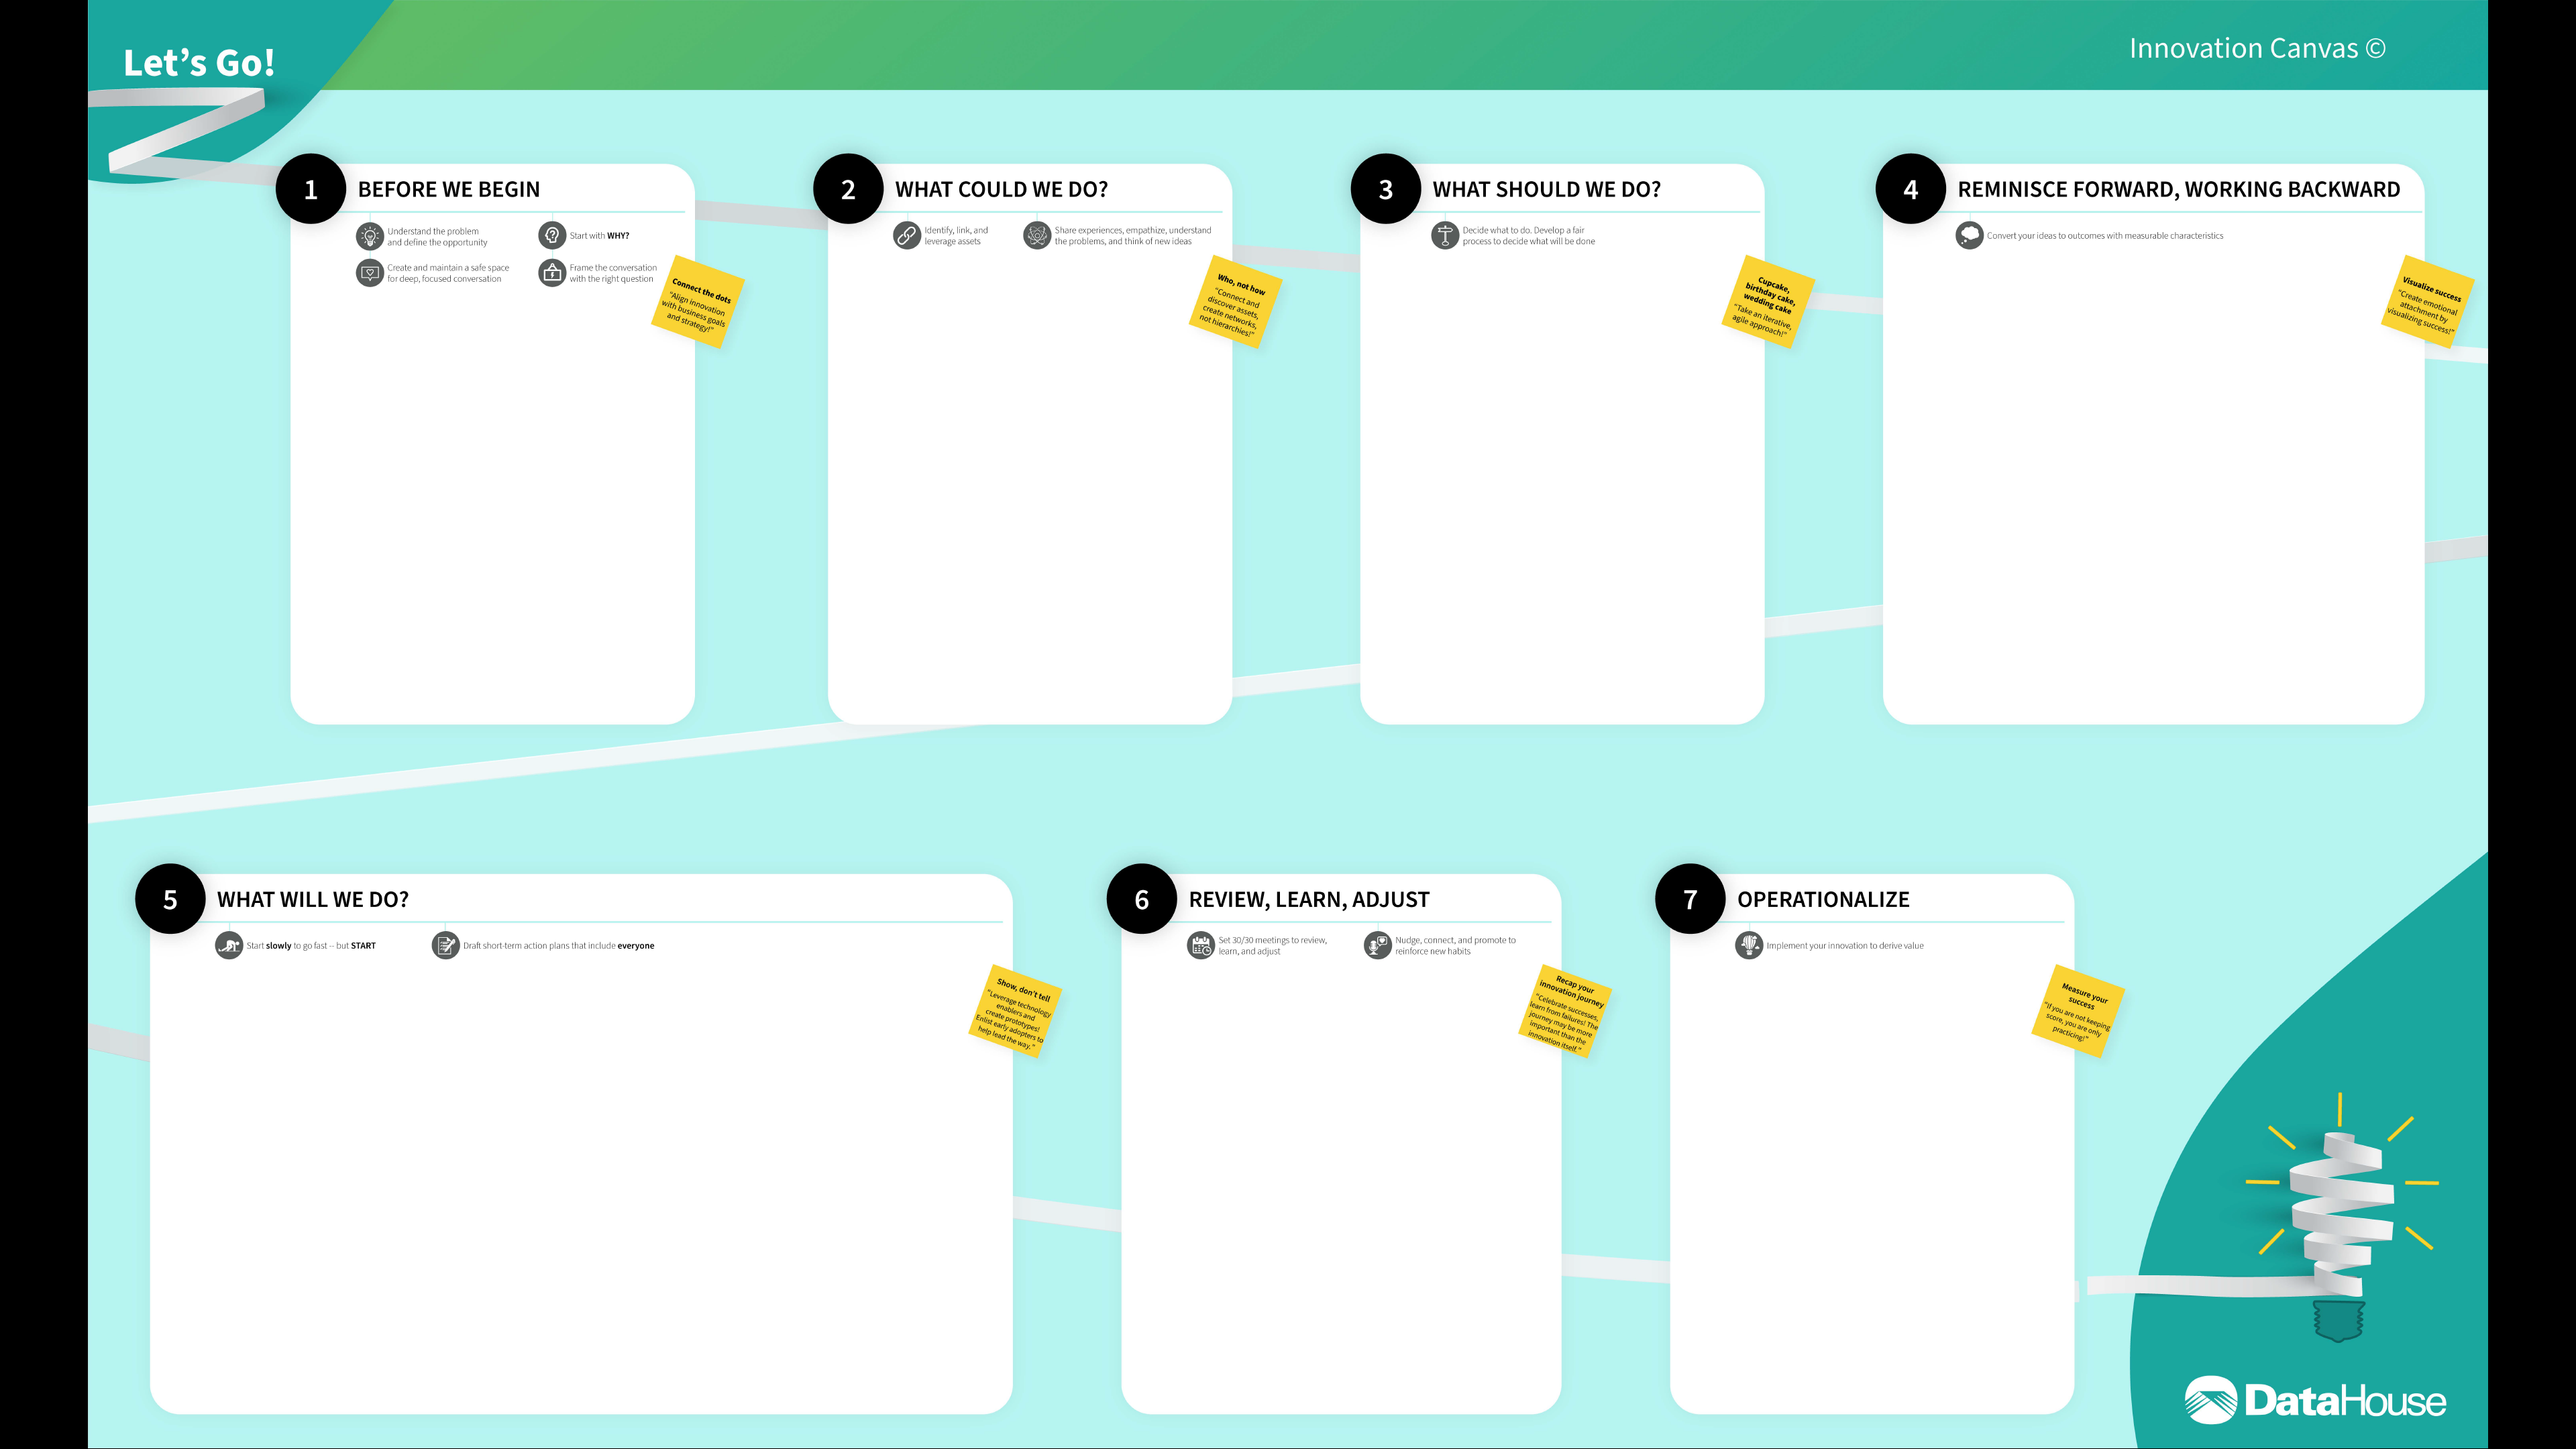 Let's Go!
Innovation Canvas ©
1
BEFORE WE BEGIN
Understand the problem
and define the opportunity
Start with WHY?
Create and maintain a safe space
for deep, focused conversation
Frame the conversation
with the right question
Connect the dots
"Align innovation
with business goals
and strategy!"
2
WHAT COULD WE DO?
Identify, link, and
leverage assets
Share experiences, empathize, understand
the problems, and think of new ideas
Who, not how
"Connect and
discover assets,
create networks,
not hierarchies!"
3
WHAT SHOULD WE DO?
Decide what to do. Develop a fair
process to decide what will be done
Cupcake,
birthday cake,
wedding cake
"Take an iterative,
agile approach!"
4
REMINISCE FORWARD, WORKING BACKWARD
Convert your ideas to outcomes with measurable characteristics
Visualize success
"Create emotional
attachment by
visualizing success!"
5
WHAT WILL WE DO?
Start slowly to go fast – but START
Draft short-term action plans that include everyone
Show, don't tell
"Leverage technology
enablers and
create prototypes!
Enlist early adopters to
help lead the way."
6
REVIEW, LEARN, ADJUST
Set 30/30 meetings to review,
learn, and adjust
Nudge, connect, and promote to
reinforce new habits
Recap your
innovation journey
"Celebrate successes,
learn from failures! The
journey may be more
important than the
innovation itself."
7
OPERATIONALIZE
Implement your innovation to derive value
Measure your
success
"If you are not keeping
score, you are only
practicing!"
DataHouse